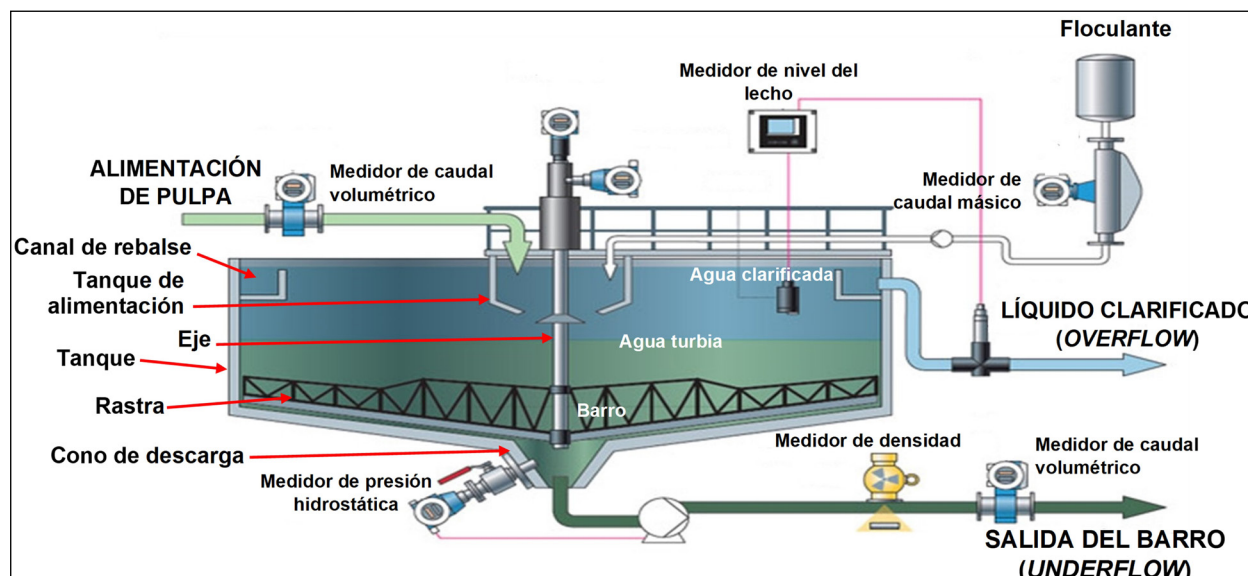 Floculante
Medidor de nivel del
lecho
ALIMENTACIÓN
DE PULPA
Medidor de caudal
volumétrico
Medidor de
caudal másico
Canal de rebalse
Tanque de
alimentación
Agua clarificada
LÍQUIDO CLARIFICADO
(OVERFLOW)
Eje
Agua turbia
Tanque
Rastra
Barro
Cono de descarga
Medidor de densidad
Medidor de caudal
volumétrico
Medidor de presión
hidrostática
SALIDA DEL BARRO
(UNDERFLOW)